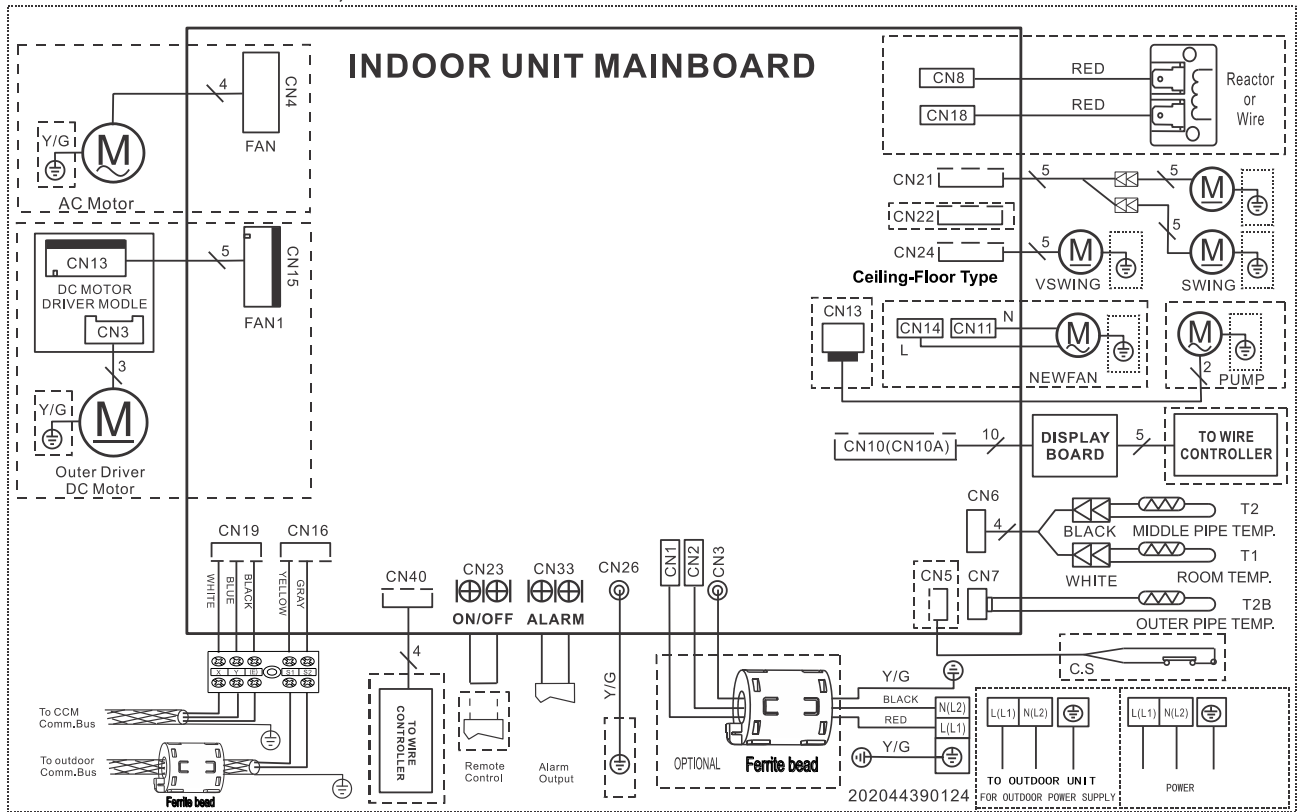 INDOOR UNIT MAINBOARD
4
CN4
FAN
Y/G
M
AC Motor
CN13
DC MOTOR
DRIVER MODLE
CN3
5
CN15
FAN1
3
Y/G
M
Outer Driver
DC Motor
CN8
RED
CN18
RED
Reactor
or
Wire
CN21
5
5
M
CN22
5
CN24
5
M
M
Ceiling-Floor Type
VSWING
SWING
CN13
CN14
CN11
N
L
M
NEWFAN
M
2
PUMP
CN10(CN10A)
10
DISPLAY
BOARD
5
TO WIRE
CONTROLLER
CN6
4
BLACK
T2
MIDDLE PIPE TEMP.
WHITE
T1
ROOM TEMP.
CN5
CN7
T2B
OUTER PIPE TEMP.
C.S
CN19
CN16
WHITE
BLUE
BLACK
YELLOW
GRAY
X
Y
(E)
S1
S2
To CCM
Comm.Bus
To outdoor
Comm.Bus
Ferrite bead
CN40
4
TO WIRE
CONTROLLER
CN23
ON/OFF
Remote
Control
CN33
ALARM
Alarm
Output
CN26
Y/G
CN1
CN2
CN3
OPTIONAL
Ferrite bead
Y/G
BLACK
RED
Y/G
N(L2)
L(L1)
202044390124
L(L1)
N(L2)
TO OUTDOOR UNIT
FOR OUTDOOR POWER SUPPLY
L(L1)
N(L2)
POWER